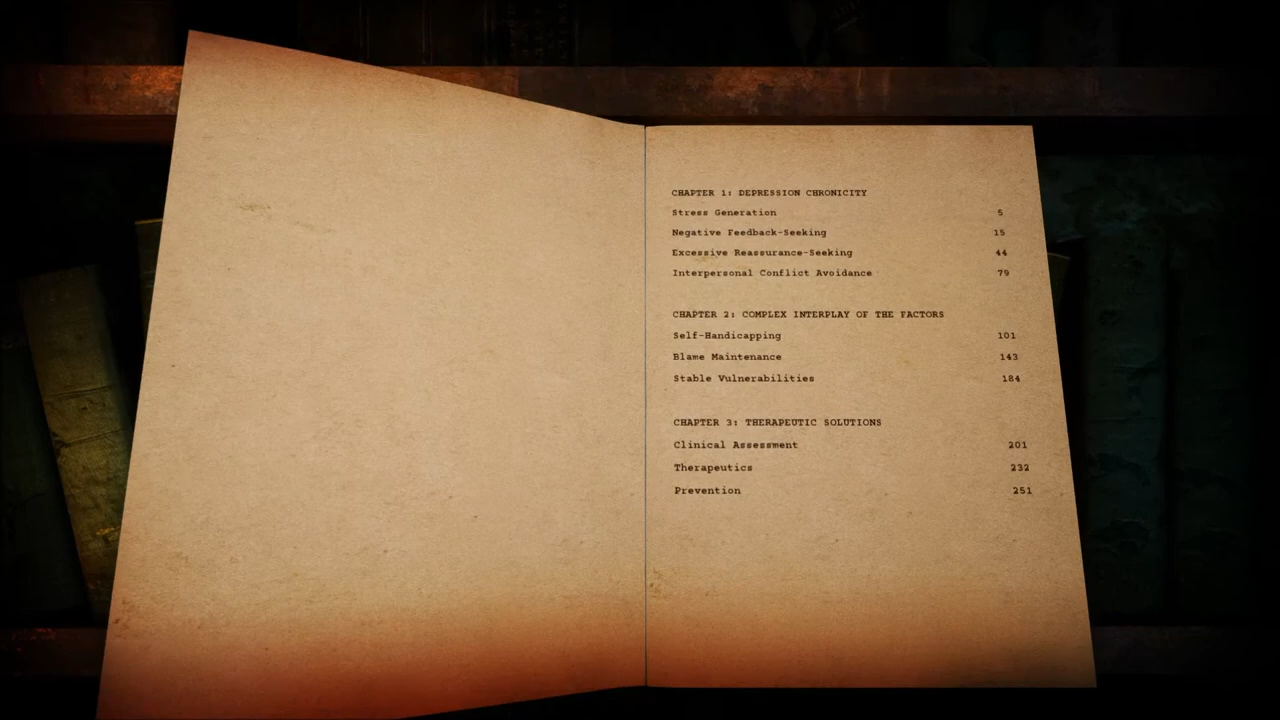 CHAPTER 1: DEPRESSION CHRONICITY
Stress Generation 5
Negative Feedback-Seeking 15
Excessive Reassurance-Seeking 44
Interpersonal Conflict Avoidance 79
CHAPTER 2: COMPLEX INTERPLAY OF THE FACTORS
Self-Handicapping 101
Blame Maintenance 143
Stable Vulnerabilities 184
CHAPTER 3: THERAPEUTIC SOLUTIONS
Clinical Assessment 201
Therapeutics 232
Prevention 251